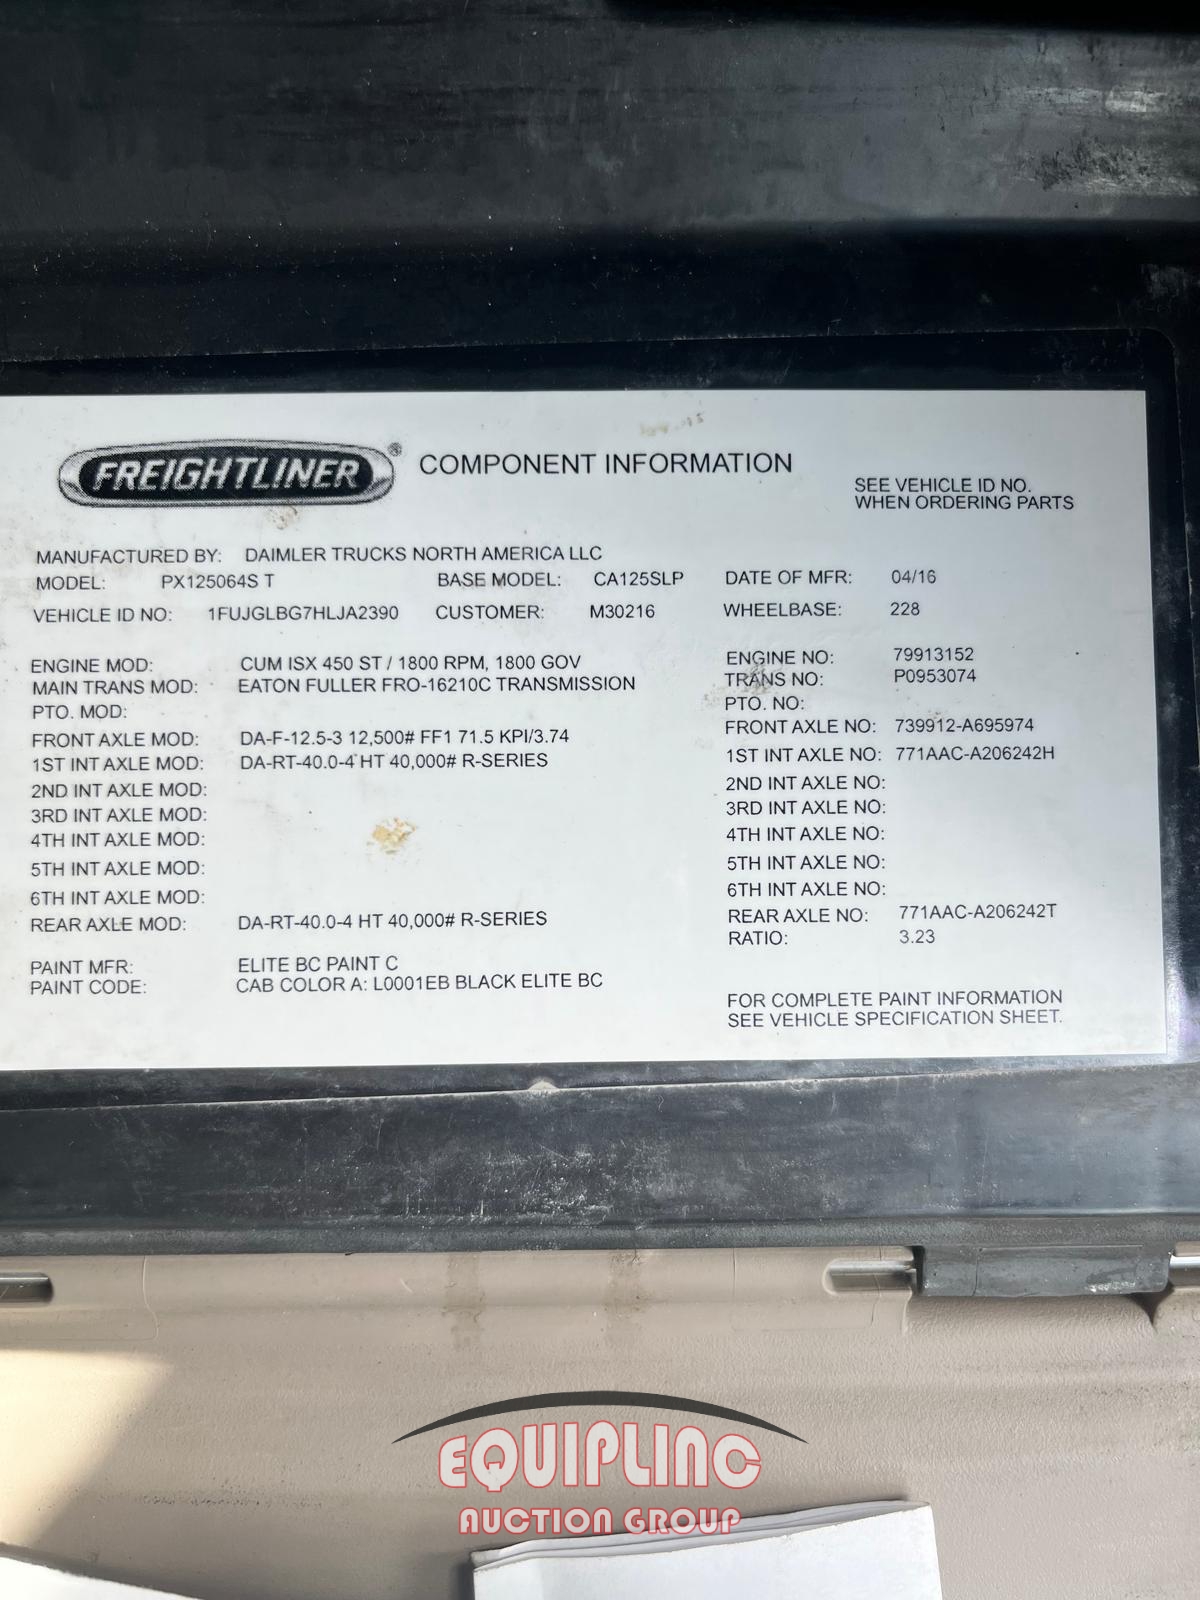 FREIGHTLINER® COMPONENT INFORMATION
SEE VEHICLE ID NO.
WHEN ORDERING PARTS
MANUFACTURED BY: DAIMLER TRUCKS NORTH AMERICA LLC
MODEL: PX125064S T BASE MODEL: CA125SLP DATE OF MFR: 04/16
VEHICLE ID NO: 1FUJGLBG7HLJA2390 CUSTOMER: M30216 WHEELBASE: 228
ENGINE MOD: CUM ISX 450 ST / 1800 RPM, 1800 GOV ENGINE NO: 79913152
MAIN TRANS MOD: EATON FULLER FRO-16210C TRANSMISSION TRANS NO: P0953074
PTO. MOD: PTO. NO:
FRONT AXLE MOD: DA-F-12.5-3 12,500# FF1 71.5 KPI/3.74 FRONT AXLE NO: 739912-A695974
1ST INT AXLE MOD: DA-RT-40.0-4 HT 40,000# R-SERIES 1ST INT AXLE NO: 771AAC-A206242H
2ND INT AXLE MOD: 2ND INT AXLE NO:
3RD INT AXLE MOD: 3RD INT AXLE NO:
4TH INT AXLE MOD: 4TH INT AXLE NO:
5TH INT AXLE MOD: 5TH INT AXLE NO:
6TH INT AXLE MOD: 6TH INT AXLE NO:
REAR AXLE MOD: DA-RT-40.0-4 HT 40,000# R-SERIES REAR AXLE NO: 771AAC-A206242T
RATIO: 3.23
PAINT MFR: ELITE BC PAINT C
PAINT CODE: CAB COLOR A: L0001EB BLACK ELITE BC
FOR COMPLETE PAINT INFORMATION
SEE VEHICLE SPECIFICATION SHEET.
EQUIPLINC
AUCTION GROUP